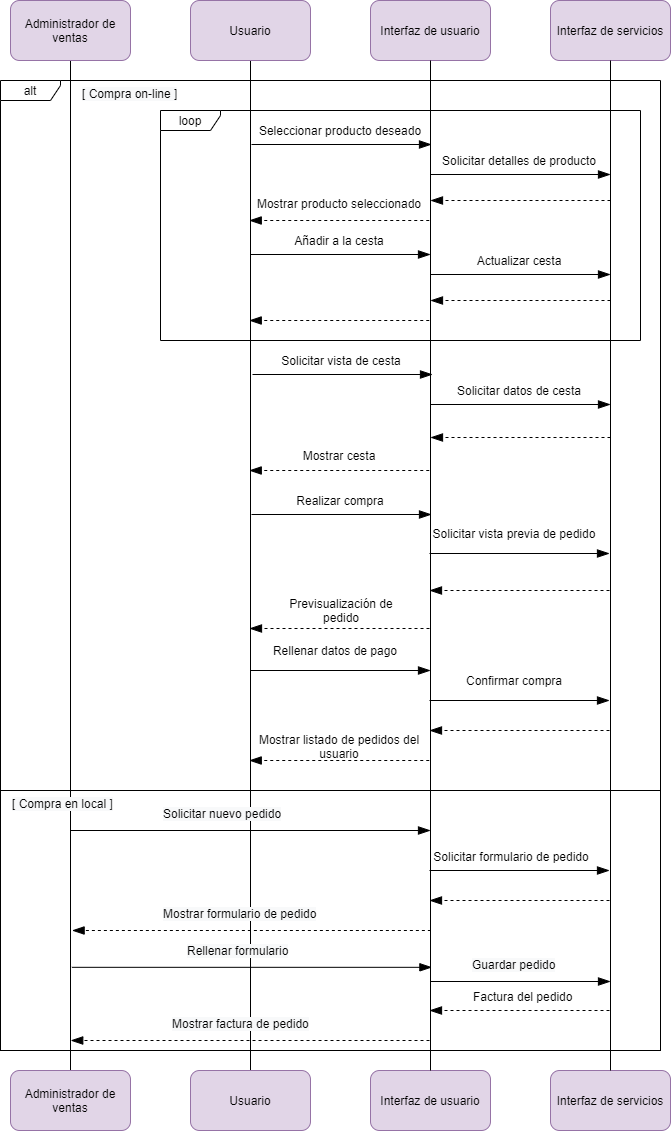 Administrador de
ventas
Usuario
Interfaz de usuario
Interfaz de servicios
alt
[ Compra on-line ]
loop
Seleccionar producto deseado
Solicitar detalles de producto
Mostrar producto seleccionado
Añadir a la cesta
Actualizar cesta
Solicitar vista de cesta
Solicitar datos de cesta
Mostrar cesta
Realizar compra
Solicitar vista previa de pedido
Previsualización de
pedido
Rellenar datos de pago
Confirmar compra
Mostrar listado de pedidos del
usuario
[ Compra en local ]
Solicitar nuevo pedido
Solicitar formulario de pedido
Mostrar formulario de pedido
Rellenar formulario
Guardar pedido
Factura del pedido
Mostrar factura de pedido
Administrador de
ventas
Usuario
Interfaz de usuario
Interfaz de servicios